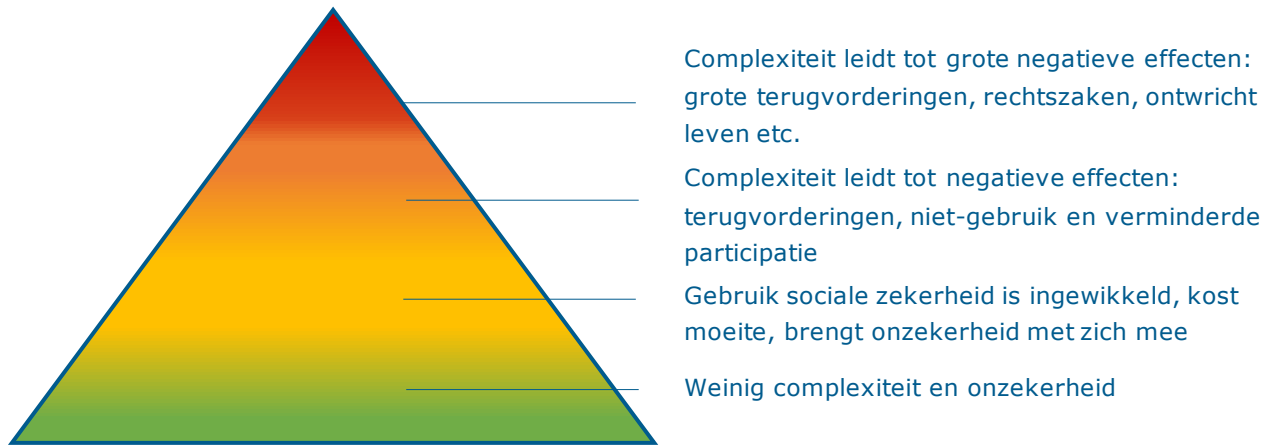 Complexiteit leidt tot grote negatieve effecten:
grote terugvorderingen, rechtszaken, ontwricht
leven etc.
Complexiteit leidt tot negatieve effecten:
terugvorderingen, niet-gebruik en verminderde
participatie
Gebruik sociale zekerheid is ingewikkeld, kost
moeite, brengt onzekerheid met zich mee
Weinig complexiteit en onzekerheid